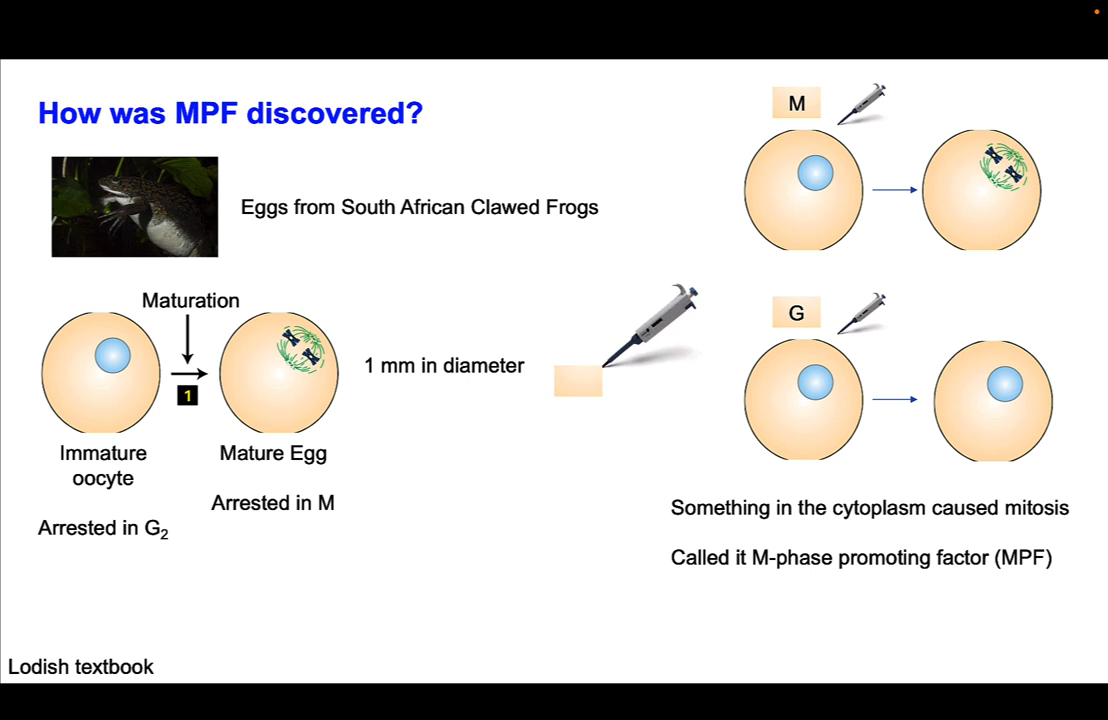 How was MPF discovered?
Eggs from South African Clawed Frogs
Maturation
1
1 mm in diameter
Immature
oocyte
Mature Egg
Arrested in G₂
Arrested in M
M
G
Something in the cytoplasm caused mitosis
Called it M-phase promoting factor (MPF)
Lodish textbook